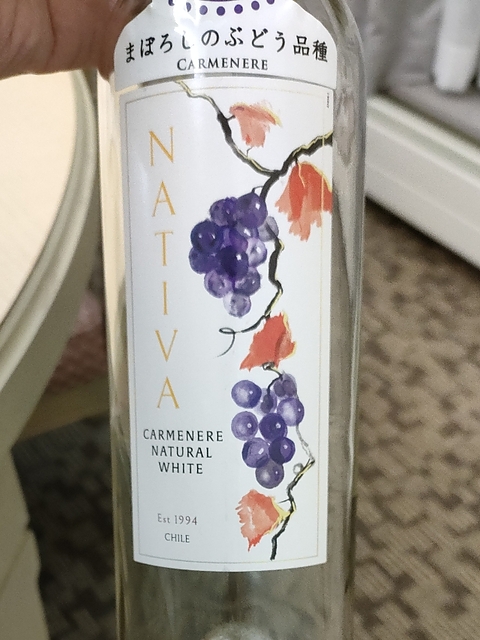 まぼろしのぶどう品種
CARMENERE
NATIVA
CARMENERE
NATURAL
WHITE
Est 1994
CHILE